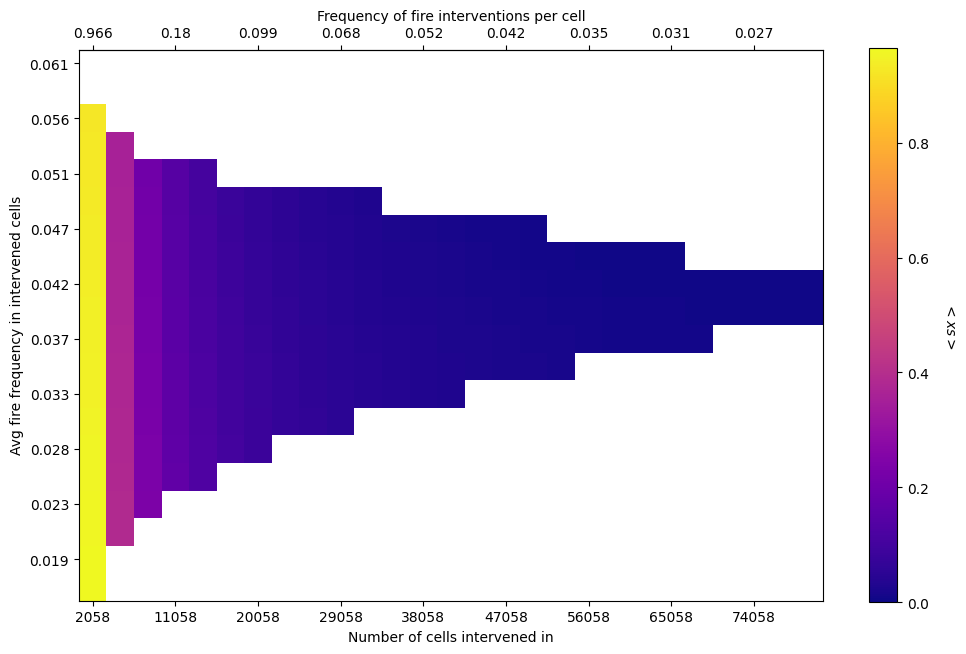 Frequency of fire interventions per cell
0.966 0.18 0.099 0.068 0.052 0.042 0.035 0.031 0.027
0.061
0.056
0.051
0.047
0.042
0.037
0.033
0.028
0.023
0.019
Avg fire frequency in intervened cells
2058 11058 20058 29058 38058 47058 56058 65058 74058
Number of cells intervened in
0.8
0.6
0.4
0.2
0.0
< sx >